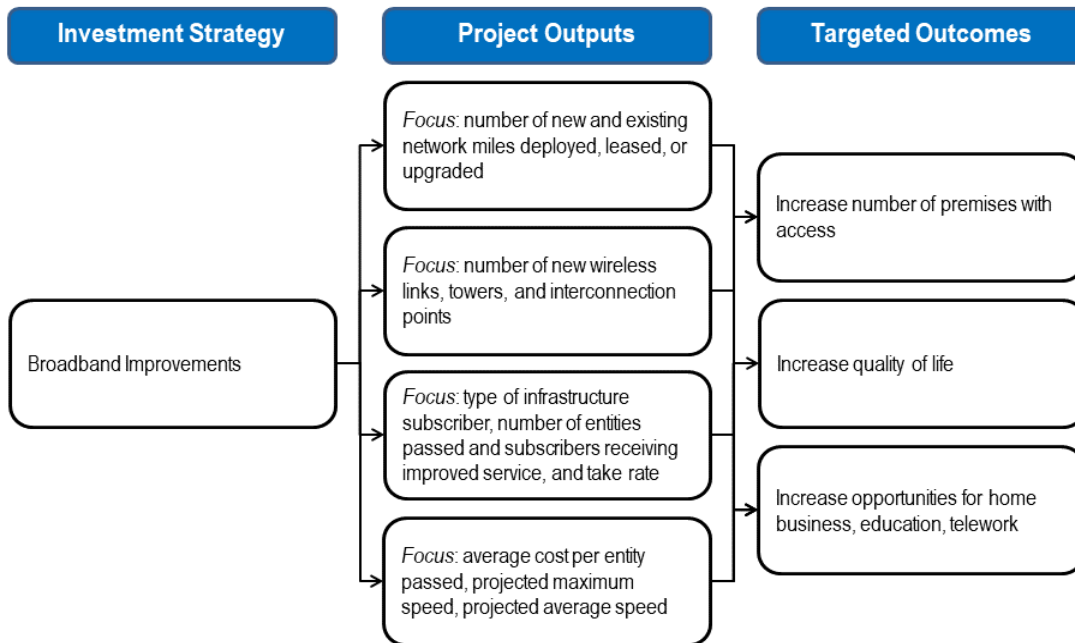 Investment Strategy
Project Outputs
Targeted Outcomes
Broadband Improvements
Focus: number of new and existing
network miles deployed, leased, or
upgraded
Focus: number of new wireless
links, towers, and interconnection
points
Focus: type of infrastructure
subscriber, number of entities
passed and subscribers receiving
improved service, and take rate
Focus: average cost per entity
passed, projected maximum
speed, projected average speed
Increase number of premises with
access
Increase quality of life
Increase opportunities for home
business, education, telework